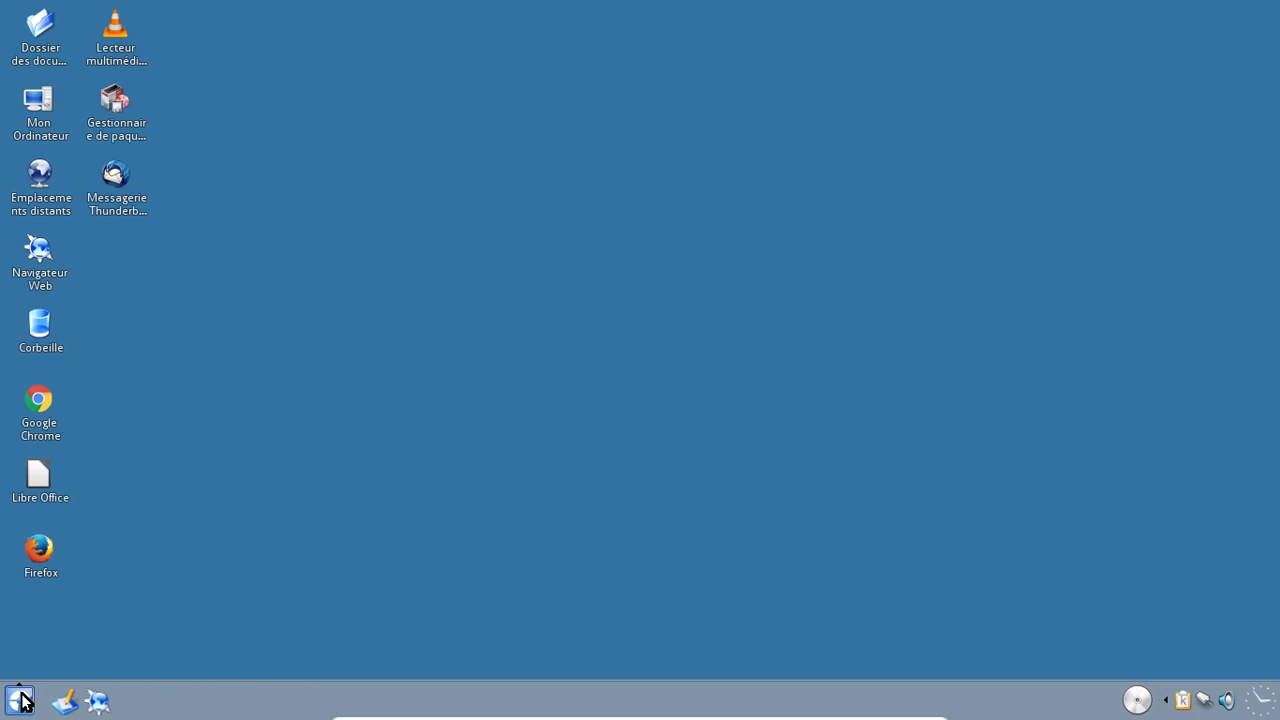 Dossier
des docu...
Lecteur
multimédi...
Mon
Ordinateur
Gestionnair
e de paqu...
Emplaceme
nts distants
Messagerie
Thunderb...
Navigateur
Web
Corbeille
Google
Chrome
Libre Office
Firefox